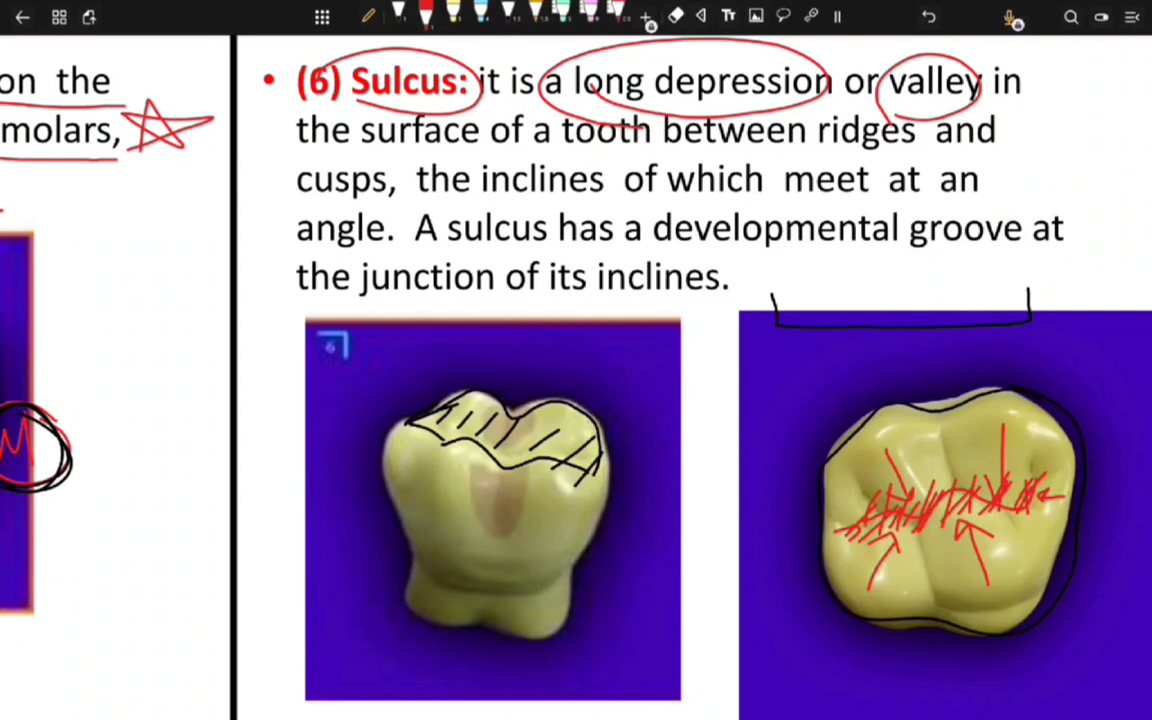 on the
molars,
M
• (6) Sulcus: it is a long depression or valley in
the surface of a tooth between ridges and
cusps, the inclines of which meet at an
angle. A sulcus has a developmental groove at
the junction of its inclines.
6